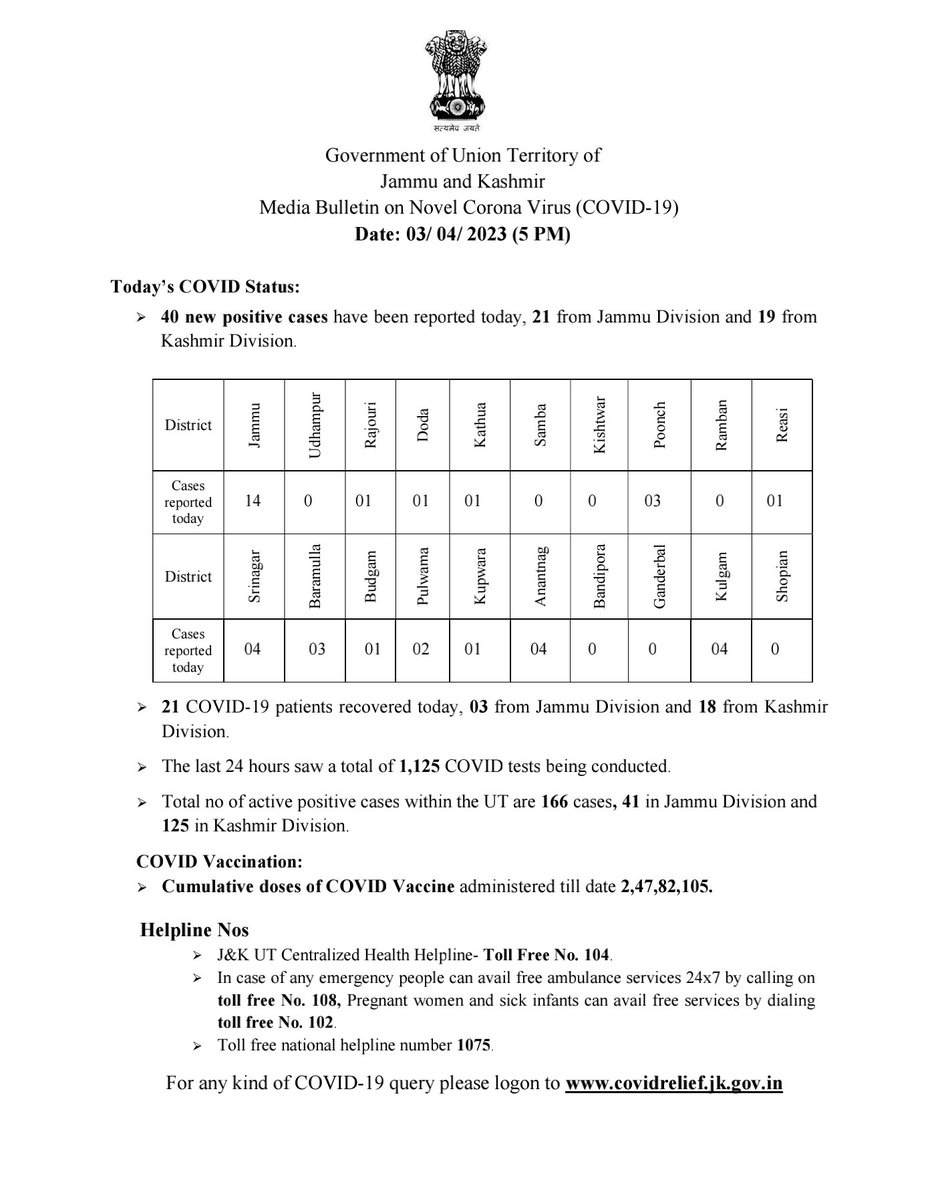 सत्यमेव जयते
Government of Union Territory of
Jammu and Kashmir
Media Bulletin on Novel Corona Virus (COVID-19)
Date: 03/ 04/ 2023 (5 PM)
Today’s COVID Status:
➢ 40 new positive cases have been reported today, 21 from Jammu Division and 19 from
Kashmir Division.
District Jammu Udhampur Rajouri Doda Kathua Samba Kishtwar Poonch Ramban Reasi
Cases
reported
today
14 0 01 01 01 0 0 03 0 01
District Srinagar Baramulla Budgam Pulwama Kupwara Anantnag Bandipora Ganderbal Kulgam Shopian
Cases
reported
today
04 03 01 02 01 04 0 0 04 0
➢ 21 COVID-19 patients recovered today, 03 from Jammu Division and 18 from Kashmir
Division.
➢ The last 24 hours saw a total of 1,125 COVID tests being conducted.
➢ Total no of active positive cases within the UT are 166 cases, 41 in Jammu Division and
125 in Kashmir Division.
COVID Vaccination:
➢ Cumulative doses of COVID Vaccine administered till date 2,47,82,105.
Helpline Nos
➢ J&K UT Centralized Health Helpline- Toll Free No. 104.
➢ In case of any emergency people can avail free ambulance services 24x7 by calling on
toll free No. 108, Pregnant women and sick infants can avail free services by dialing
toll free No. 102.
➢ Toll free national helpline number 1075.
For any kind of COVID-19 query please logon to www.covidrelief.jk.gov.in